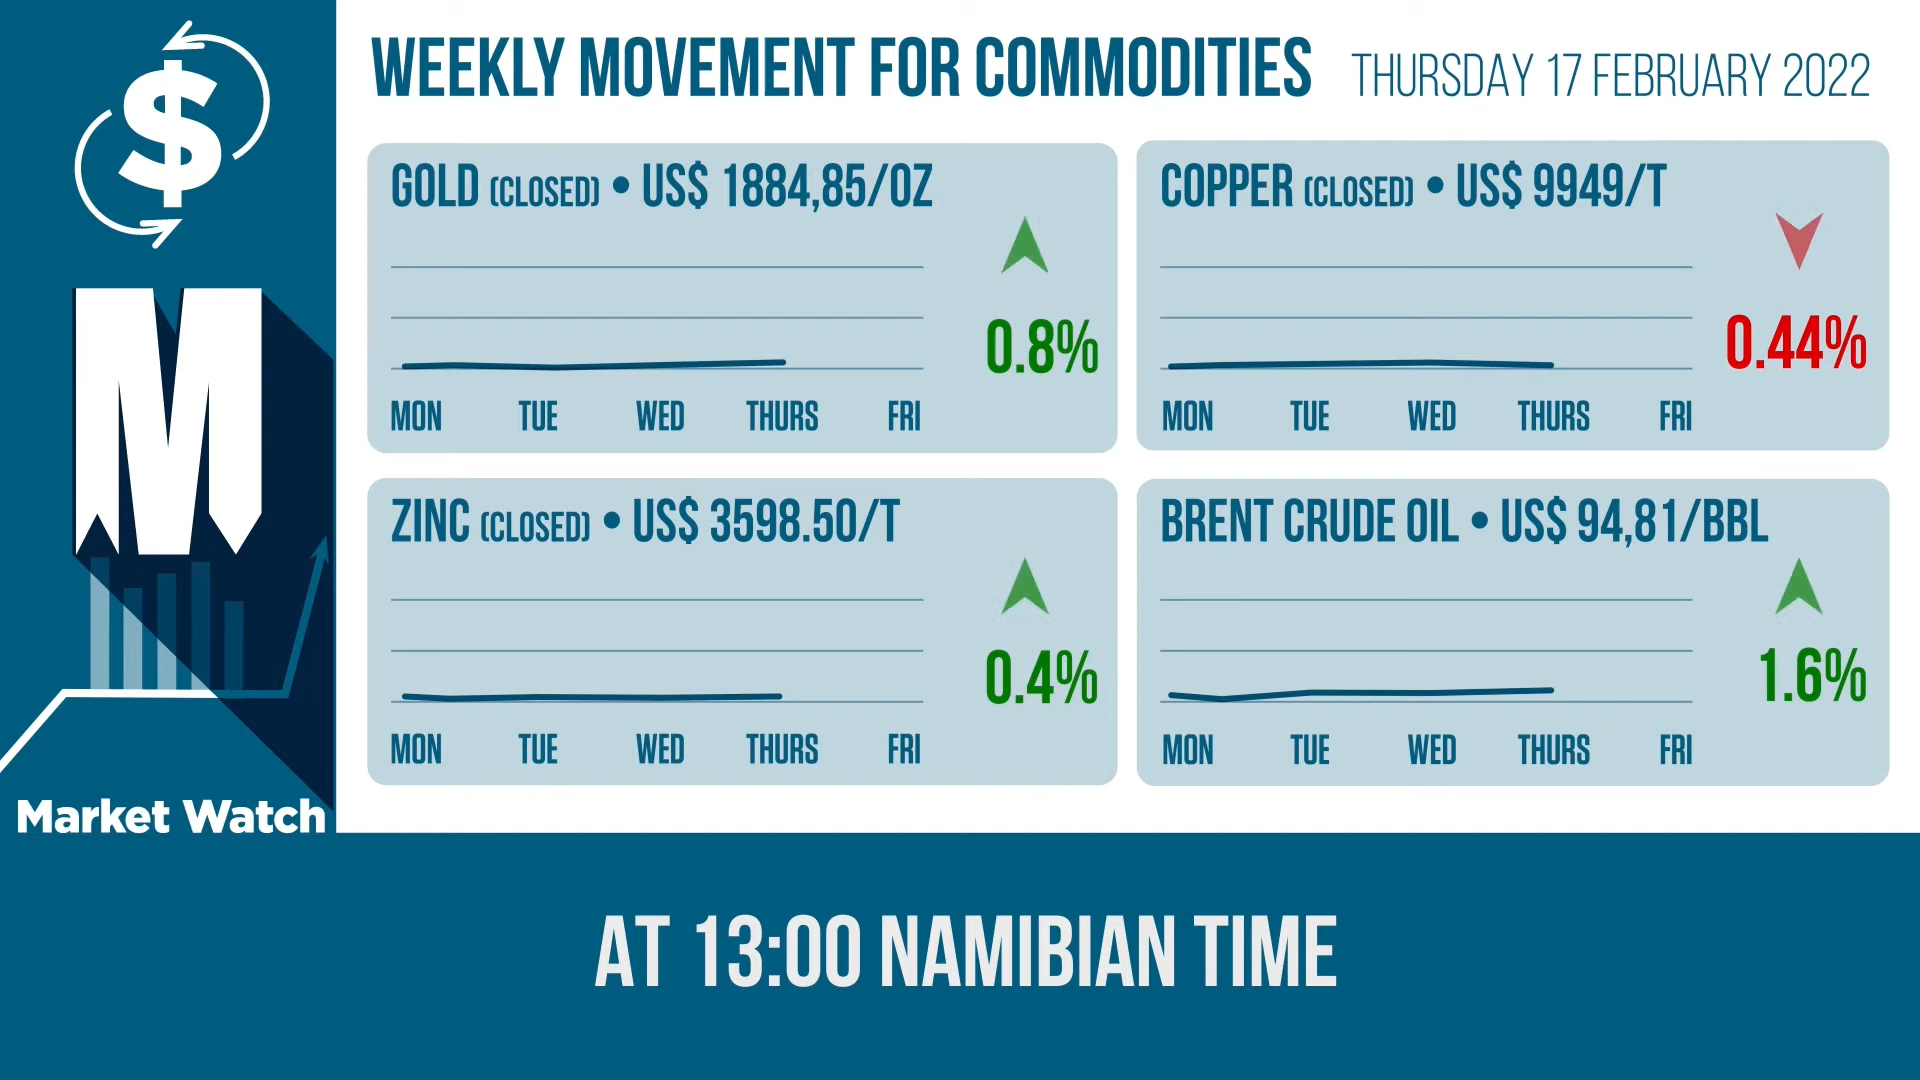 $
M
Market Watch
WEEKLY MOVEMENT FOR COMMODITIES THURSDAY 17 FEBRUARY 2022
GOLD (CLOSED) • US$ 1884,85/OZ
0.8%
MON TUE WED THURS FRI
COPPER (CLOSED) • US$ 9949/T
0.44%
MON TUE WED THURS FRI
ZINC (CLOSED) • US$ 3598.50/T
0.4%
MON TUE WED THURS FRI
BRENT CRUDE OIL • US$ 94,81/BBL
1.6%
MON TUE WED THURS FRI
AT 13:00 NAMIBIAN TIME